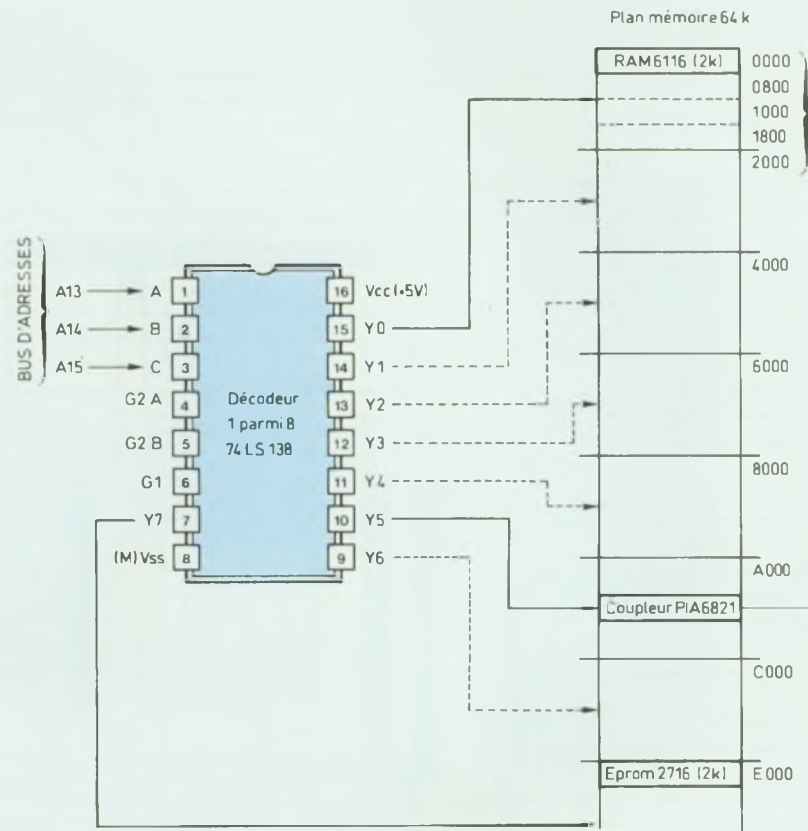 Plan mémoire 64 k
RAM 6116 (2k)
0000
0800
1000
1800
2000
4000
6000
8000
A000
Coupleur PIA6821
C000
Eprom 2716 (2k)
E000
BUS D'ADRESSES
A13 A 1
A14 B 2
A15 C 3
G2 A 4
G2 B 5
G1 6
Y7 7
(M) Vss 8
Décodeur
1 parmi 8
74 LS 138
16 Vcc (+5V)
15 Y0
14 Y1
13 Y2
12 Y3
11 Y4
10 Y5
9 Y6